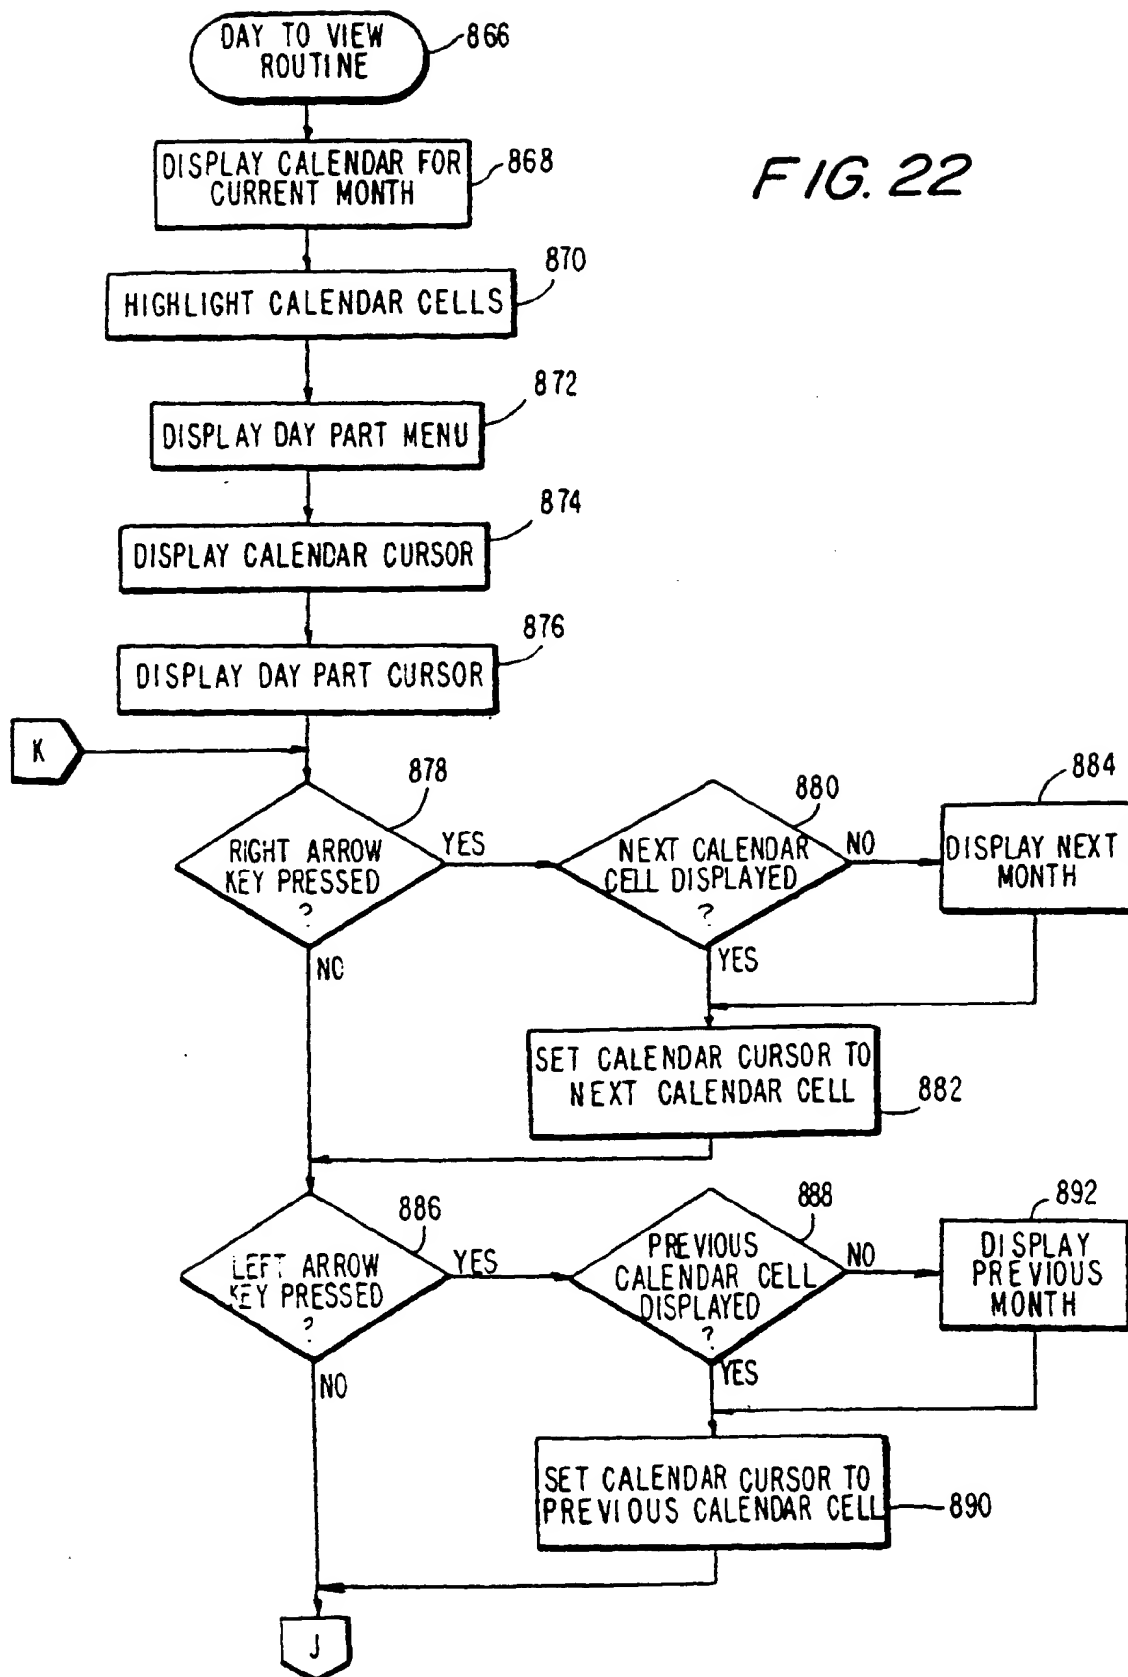 DAY TO VIEW
ROUTINE
866
DISPLAY CALENDAR FOR
CURRENT MONTH
868
FIG. 22
HIGHLIGHT CALENDAR CELLS
870
DISPLAY DAY PART MENU
872
DISPLAY CALENDAR CURSOR
874
DISPLAY DAY PART CURSOR
876
K
RIGHT ARROW
KEY PRESSED
?
878
YES
NO
NEXT CALENDAR
CELL DISPLAYED
?
880
NO
YES
DISPLAY NEXT
MONTH
884
SET CALENDAR CURSOR TO
NEXT CALENDAR CELL
882
LEFT ARROW
KEY PRESSED
?
886
YES
NO
PREVIOUS
CALENDAR CELL
DISPLAYED
?
888
NO
YES
DISPLAY
PREVIOUS
MONTH
892
SET CALENDAR CURSOR TO
PREVIOUS CALENDAR CELL
890
J